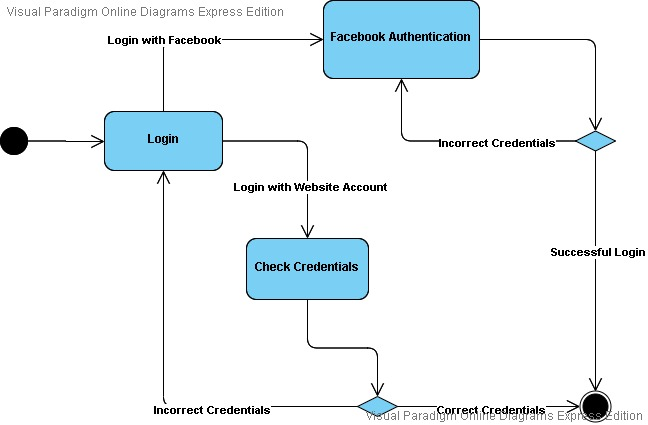 Visual Paradigm Online Diagrams Express Edition
Login with Facebook
Facebook Authentication
Login
Incorrect Credentials
Login with Website Account
Successful Login
Check Credentials
Incorrect Credentials
Correct Credentials
Visual Paradigm Online Diagrams Express Edition